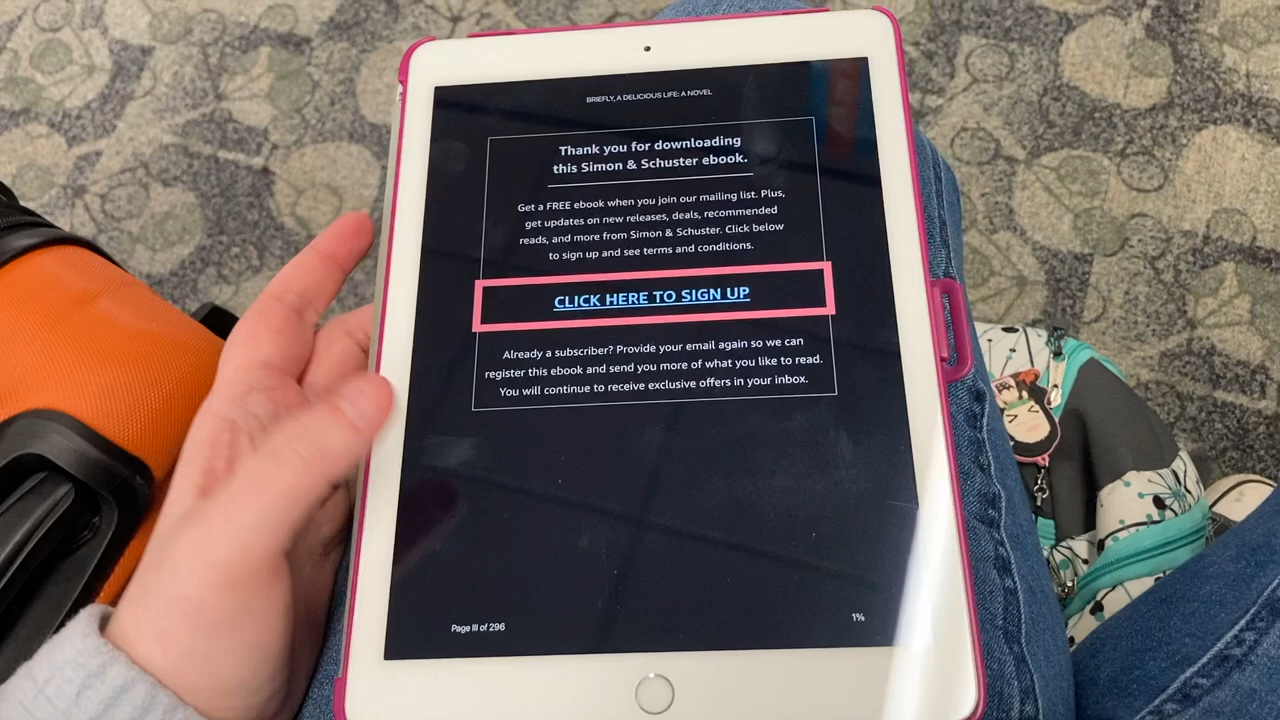 BRIEFLY, A DELICIOUS LIFE: A NOVEL
Thank you for downloading
this Simon & Schuster ebook.
Get a FREE ebook when you join our mailing list. Plus,
get updates on new releases, deals, recommended
reads, and more from Simon & Schuster. Click below
to sign up and see terms and conditions.
CLICK HERE TO SIGN UP
Already a subscriber? Provide your email again so we can
register this ebook and send you more of what you like to read.
You will continue to receive exclusive offers in your inbox.
Page III of 296
1%